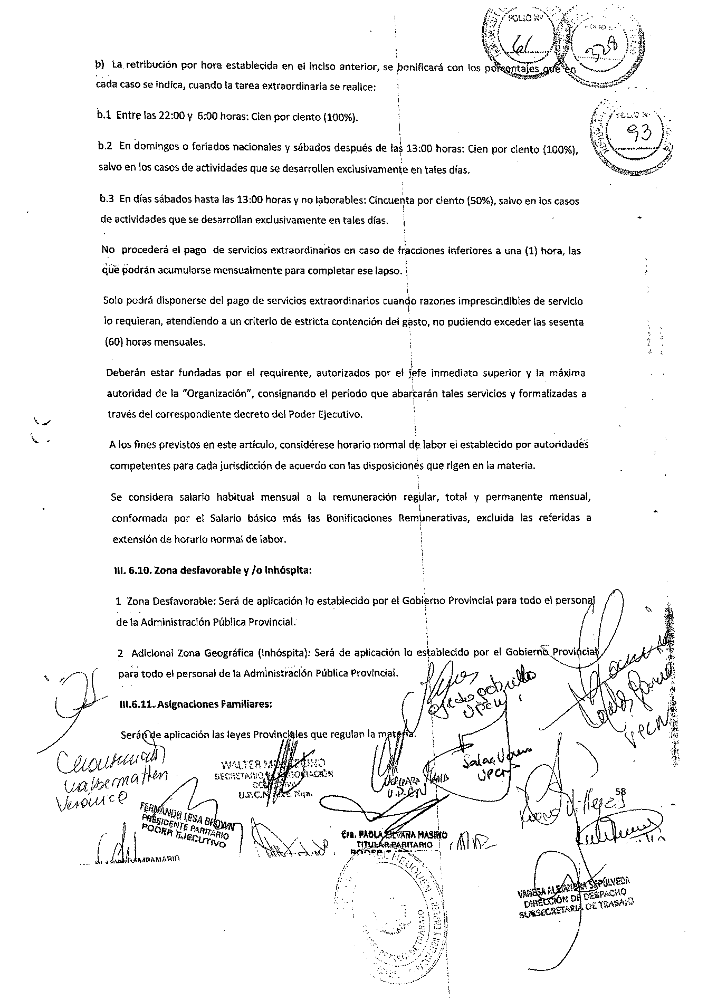 FOLIO Nº
61
FOLIO Nº
328
b) La retribución por hora establecida en el inciso anterior, se bonificará con los porcentajes que en
cada caso se indica, cuando la tarea extraordinaria se realice:
FOLIO Nº
93
b.1 Entre las 22:00 y 6:00 horas: Cien por ciento (100%).
b.2 En domingos o feriados nacionales y sábados después de las 13:00 horas: Cien por ciento (100%),
salvo en los casos de actividades que se desarrollen exclusivamente en tales días.
b.3 En días sábados hasta las 13:00 horas y no laborables: Cincuenta por ciento (50%), salvo en los casos
de actividades que se desarrollan exclusivamente en tales días.
No procederá el pago de servicios extraordinarios en caso de fracciones inferiores a una (1) hora, las
que podrán acumularse mensualmente para completar ese lapso.
Solo podrá disponerse del pago de servicios extraordinarios cuando razones imprescindibles de servicio
lo requieran, atendiendo a un criterio de estricta contención del gasto, no pudiendo exceder las sesenta
(60) horas mensuales.
Deberán estar fundadas por el requirente, autorizados por el jefe inmediato superior y la máxima
autoridad de la "Organización", consignando el período que abarcarán tales servicios y formalizadas a
través del correspondiente decreto del Poder Ejecutivo.
A los fines previstos en este artículo, considérese horario normal de labor el establecido por autoridades
competentes para cada jurisdicción de acuerdo con las disposiciones que rigen en la materia.
Se considera salario habitual mensual a la remuneración regular, total y permanente mensual,
conformada por el Salario básico más las Bonificaciones Remunerativas, excluida las referidas a
extensión de horario normal de labor.
III. 6.10. Zona desfavorable y /o inhóspita:
1 Zona Desfavorable: Será de aplicación lo establecido por el Gobierno Provincial para todo el personal
de la Administración Pública Provincial.
2 Adicional Zona Geográfica (Inhóspita): Será de aplicación lo establecido por el Gobierno Provincial
para todo el personal de la Administración Pública Provincial.
III.6.11. Asignaciones Familiares:
Serán de aplicación las leyes Provinciales que regulan la materia.
UPCN
UPCN
UPCN
Salas
Verónica
WALTER
SECRETARIO
U.P.C.N. Nqn.
U.P.CN
58
FERNANDO LESA BROWN
PRESIDENTE PARITARIO
PODER EJECUTIVO
Cra. PAOLA SILVANA MASINO
TITULAR PARITARIO
NEUQUEN
VANESA ALEJANDRA SEPÚLVEDA
DIRECCIÓN DE DESPACHO
SUBSECRETARIA DE TRABAJO